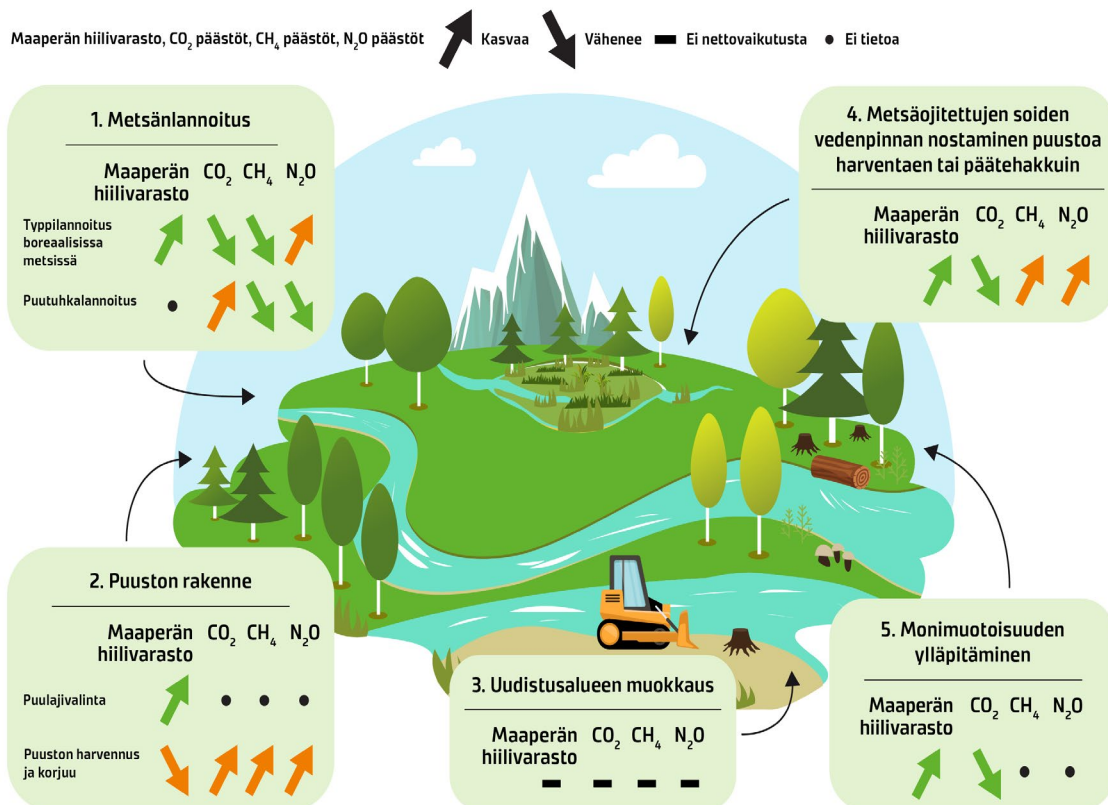 Maaperän hiilivarasto, CO₂ päästöt, CH₄ päästöt, N₂O päästöt Kasvaa Vähenee Ei nettovaikutusta Ei tietoa
1. Metsänlannoitus
Maaperän hiilivarasto CO₂ CH₄ N₂O
Typpilannoitus
boreaalisissa
metsissä
Puutuhkalannoitus
4. Metsäojitettujen soiden
vedenpinnan nostaminen puustoa
harventaen tai päätehakkuin
Maaperän hiilivarasto CO₂ CH₄ N₂O
2. Puuston rakenne
Maaperän hiilivarasto CO₂ CH₄ N₂O
Puulajivalinta
Puuston harvennus
ja korjuu
3. Uudistusalueen muokkaus
Maaperän hiilivarasto CO₂ CH₄ N₂O
5. Monimuotoisuuden
ylläpitäminen
Maaperän hiilivarasto CO₂ CH₄ N₂O